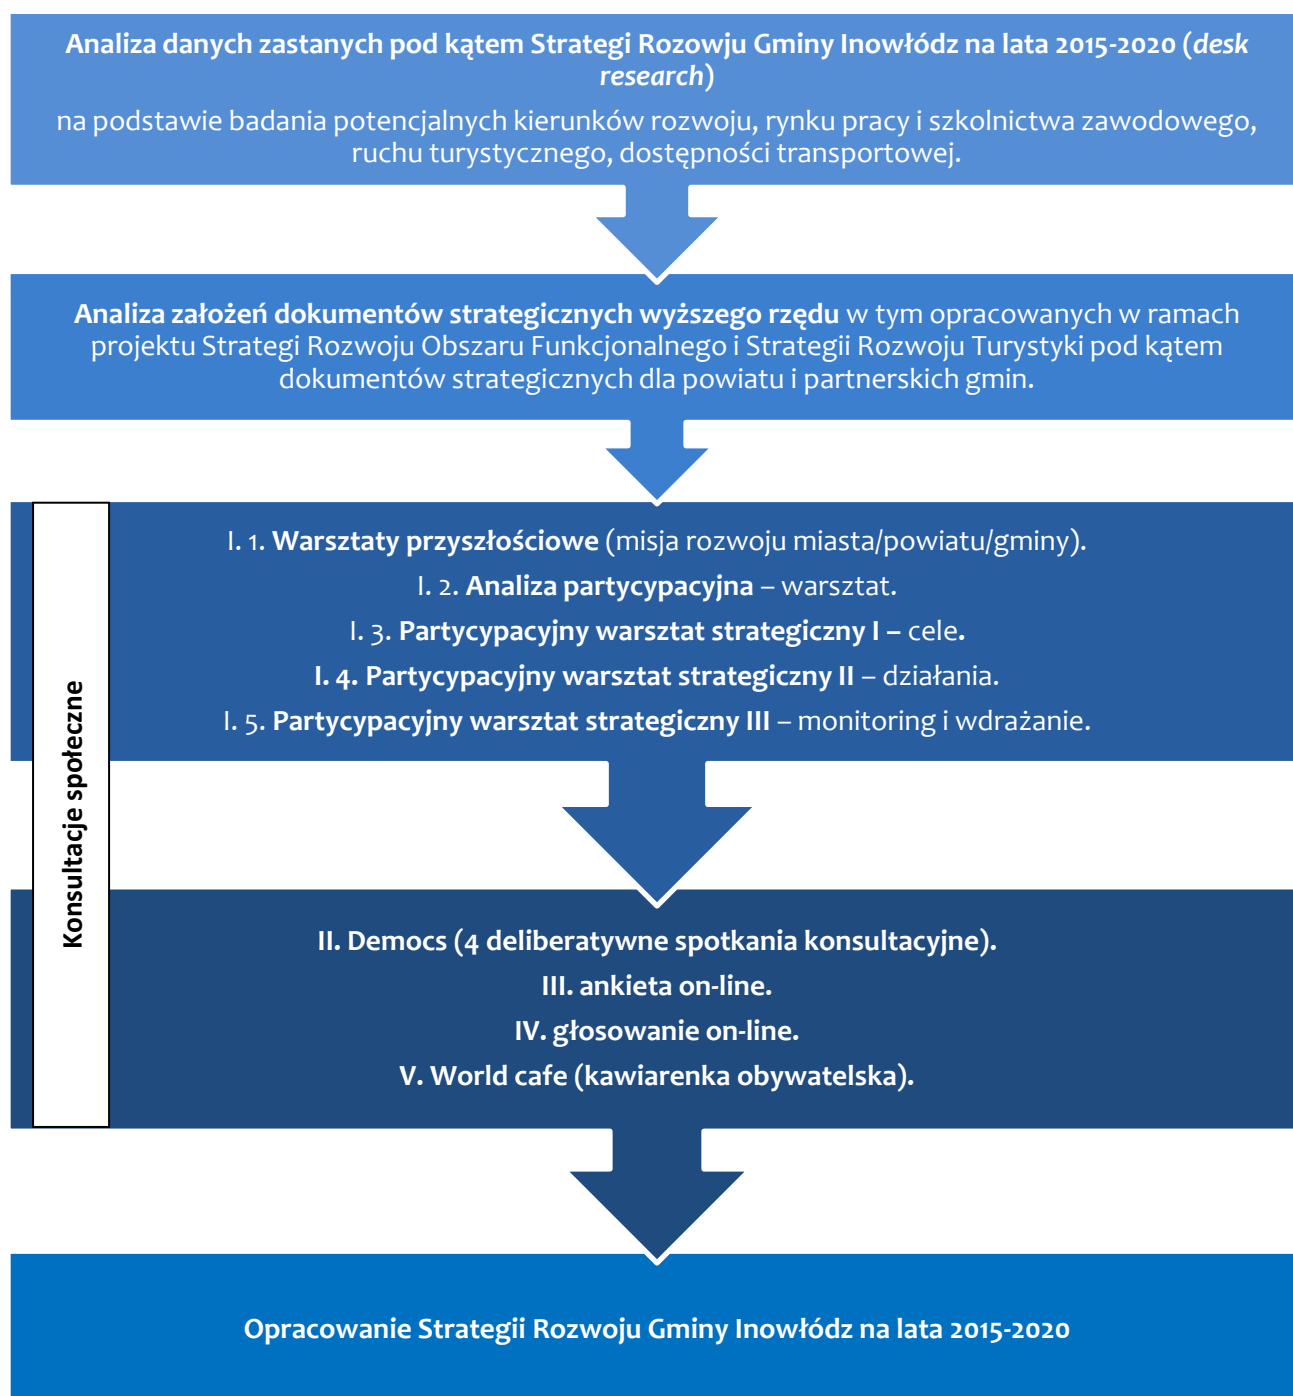 Analiza danych zastanych pod kątem Strategi Rozowju Gminy Inowłódz na lata 2015-2020 (desk
research)
na podstawie badania potencjalnych kierunków rozwoju, rynku pracy i szkolnictwa zawodowego,
ruchu turystycznego, dostępności transportowej.
Analiza założeń dokumentów strategicznych wyższego rzędu w tym opracowanych w ramach
projektu Strategi Rozwoju Obszaru Funkcjonalnego i Strategii Rozwoju Turystyki pod kątem
dokumentów strategicznych dla powiatu i partnerskich gmin.
Konsultacje społeczne
I. 1. Warsztaty przyszłościowe (misja rozwoju miasta/powiatu/gminy).
I. 2. Analiza partycypacyjna – warsztat.
I. 3. Partycypacyjny warsztat strategiczny I – cele.
I. 4. Partycypacyjny warsztat strategiczny II – działania.
I. 5. Partycypacyjny warsztat strategiczny III – monitoring i wdrażanie.
II. Democs (4 deliberatywne spotkania konsultacyjne).
III. ankieta on-line.
IV. głosowanie on-line.
V. World cafe (kawiarenka obywatelska).
Opracowanie Strategii Rozwoju Gminy Inowłódz na lata 2015-2020